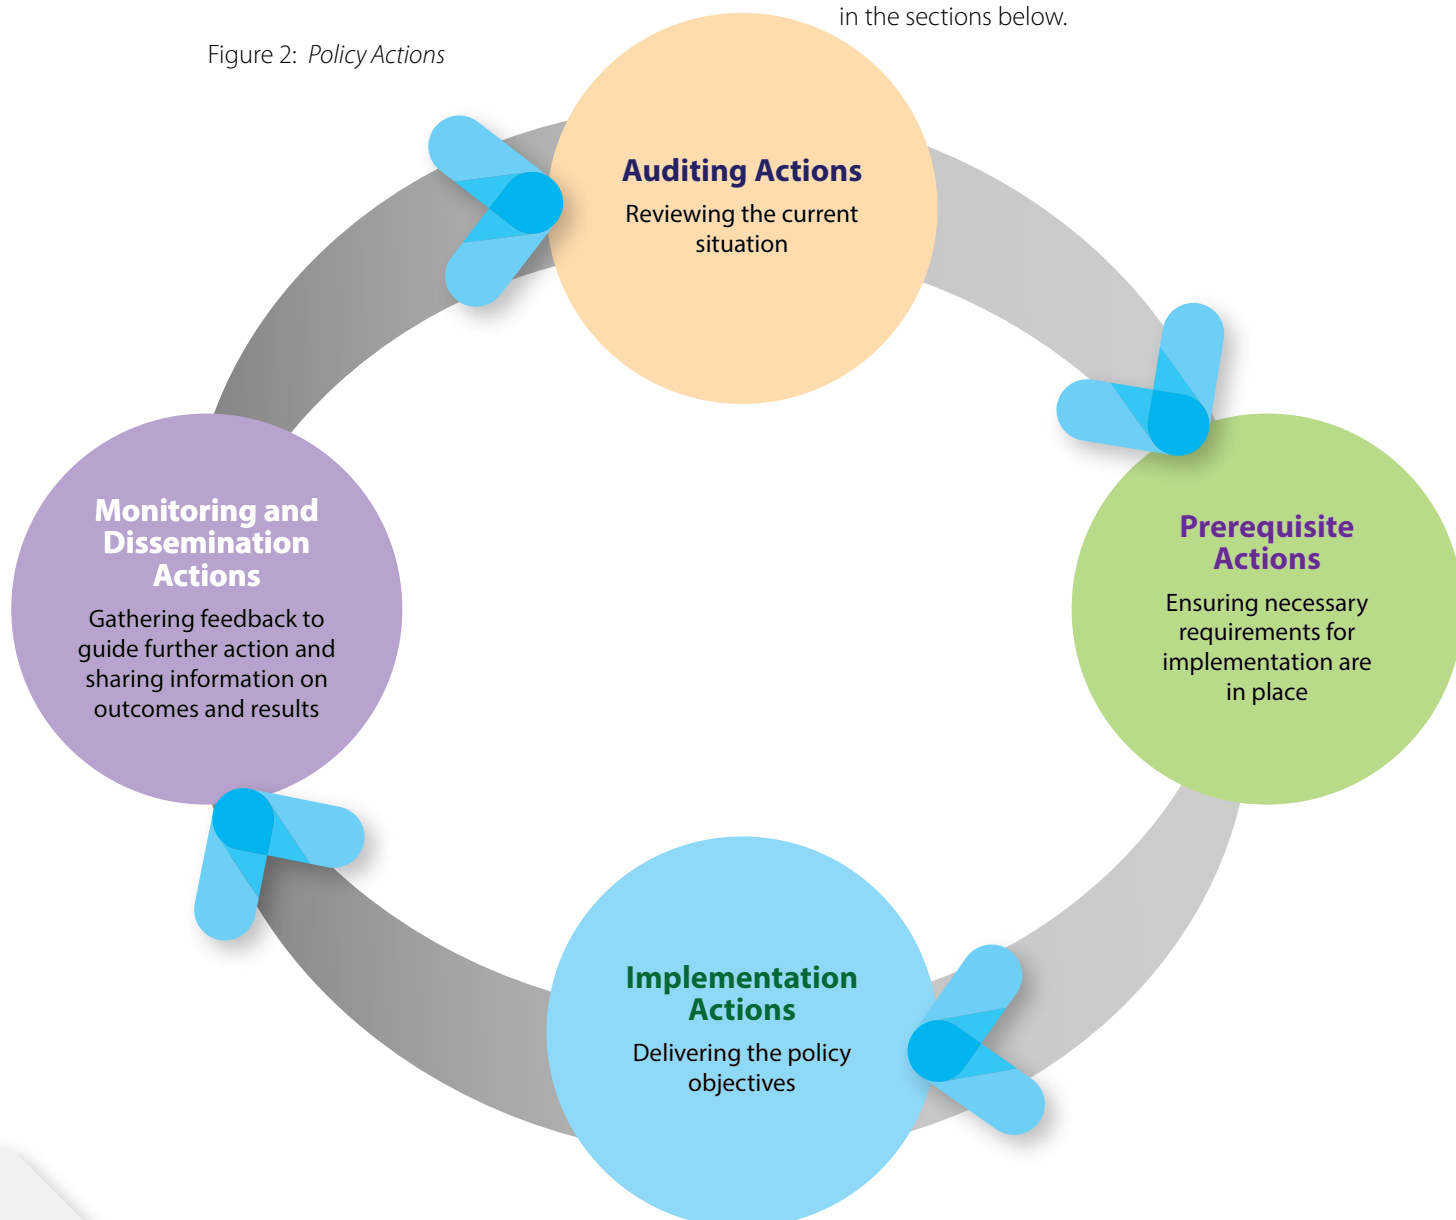 in the sections below.
Figure 2: Policy Actions
Auditing Actions
Reviewing the current
situation
Prerequisite
Actions
Ensuring necessary
requirements for
implementation are
in place
Implementation
Actions
Delivering the policy
objectives
Monitoring and
Dissemination
Actions
Gathering feedback to
guide further action and
sharing information on
outcomes and results